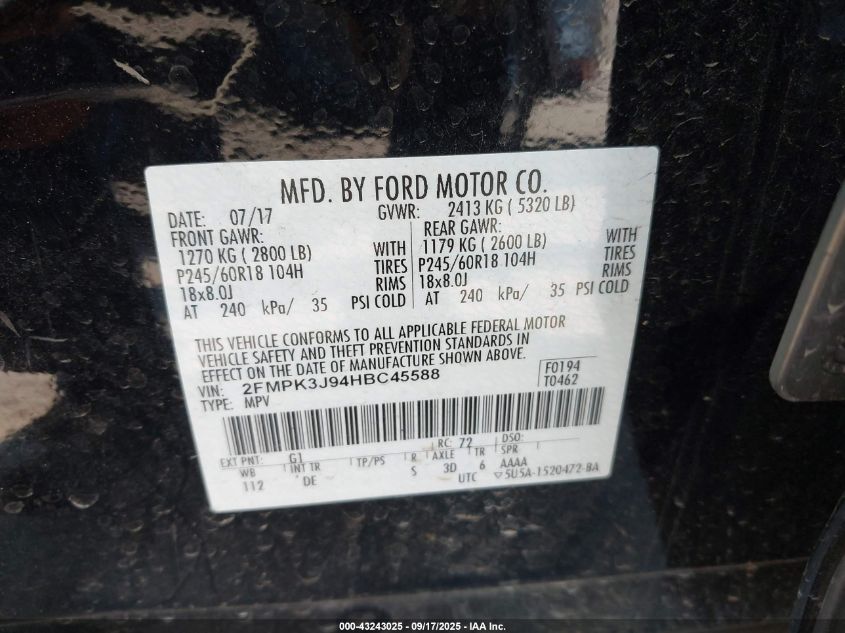 MFD. BY FORD MOTOR CO.
DATE: 07/17 GVWR: 2413 KG ( 5320 LB)
FRONT GAWR: REAR GAWR:
1270 KG ( 2800 LB) WITH 1179 KG ( 2600 LB) WITH
P245/60R18 104H TIRES P245/60R18 104H TIRES
18x8.0J RIMS 18x8.0J RIMS
AT 240 kPa/ 35 PSI COLD AT 240 kPa/ 35 PSI COLD
THIS VEHICLE CONFORMS TO ALL APPLICABLE FEDERAL MOTOR
VEHICLE SAFETY AND THEFT PREVENTION STANDARDS IN
EFFECT ON THE DATE OF MANUFACTURE SHOWN ABOVE.
VIN: 2FMPK3J94HBC45588 F0194
TYPE: MPV T0462
EXT PNT: G1 RC: 72 DSO:
WB INT TR TP/PS R AXLE TR SPR
112 DE S 3D 6 AAAA
UTC ▽5U5A-1520472-BA
000-43243025 - 09/17/2025 - IAA Inc.